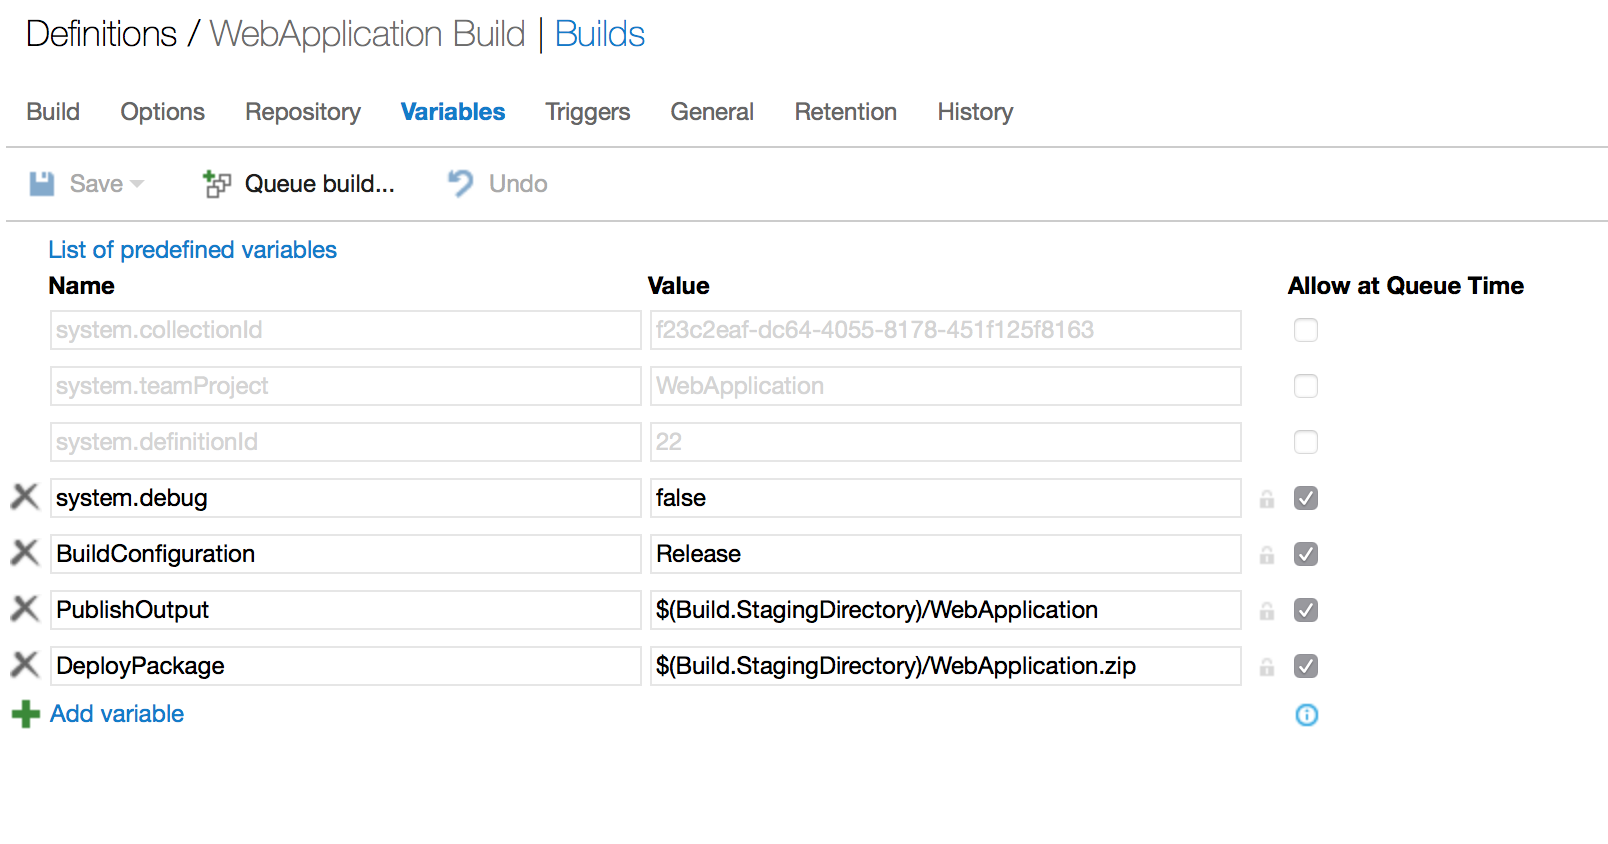 Definitions / WebApplication Build | Builds
Build Options Repository Variables Triggers General Retention History
Save Queue build... Undo
List of predefined variables
Name Value Allow at Queue Time
system.collectionId f23c2eaf-dc64-4055-8178-451f125f8163
system.teamProject WebApplication
system.definitionId 22
system.debug false
BuildConfiguration Release
PublishOutput $(Build.StagingDirectory)/WebApplication
DeployPackage $(Build.StagingDirectory)/WebApplication.zip
Add variable